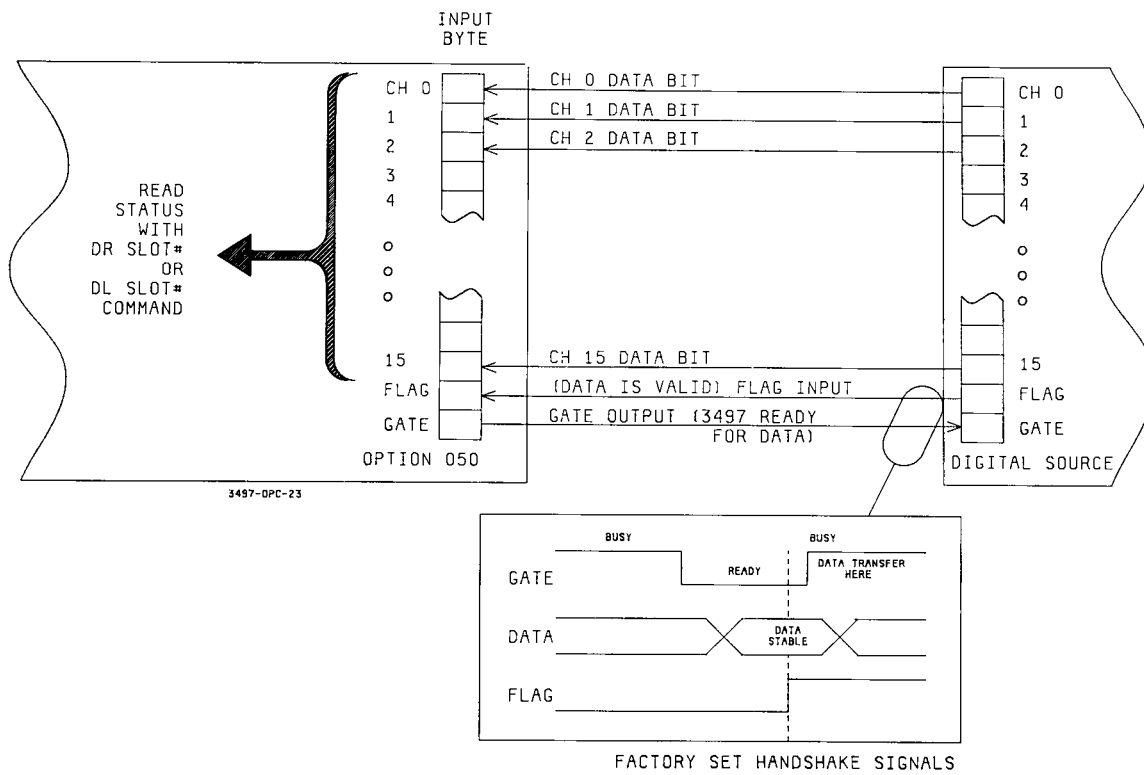 INPUT
BYTE
CH 0
1
2
3
4
15
FLAG
GATE
OPTION 050
READ
STATUS
WITH
DR SLOT#
OR
DL SLOT#
COMMAND
3497-OPC-23
CH 0 DATA BIT
CH 1 DATA BIT
CH 2 DATA BIT
CH 15 DATA BIT
(DATA IS VALID) FLAG INPUT
GATE OUTPUT (3497 READY
FOR DATA)
CH 0
1
2
3
4
15
FLAG
GATE
DIGITAL SOURCE
BUSY
BUSY
GATE
READY
DATA TRANSFER
HERE
DATA
DATA
STABLE
FLAG
FACTORY SET HANDSHAKE SIGNALS